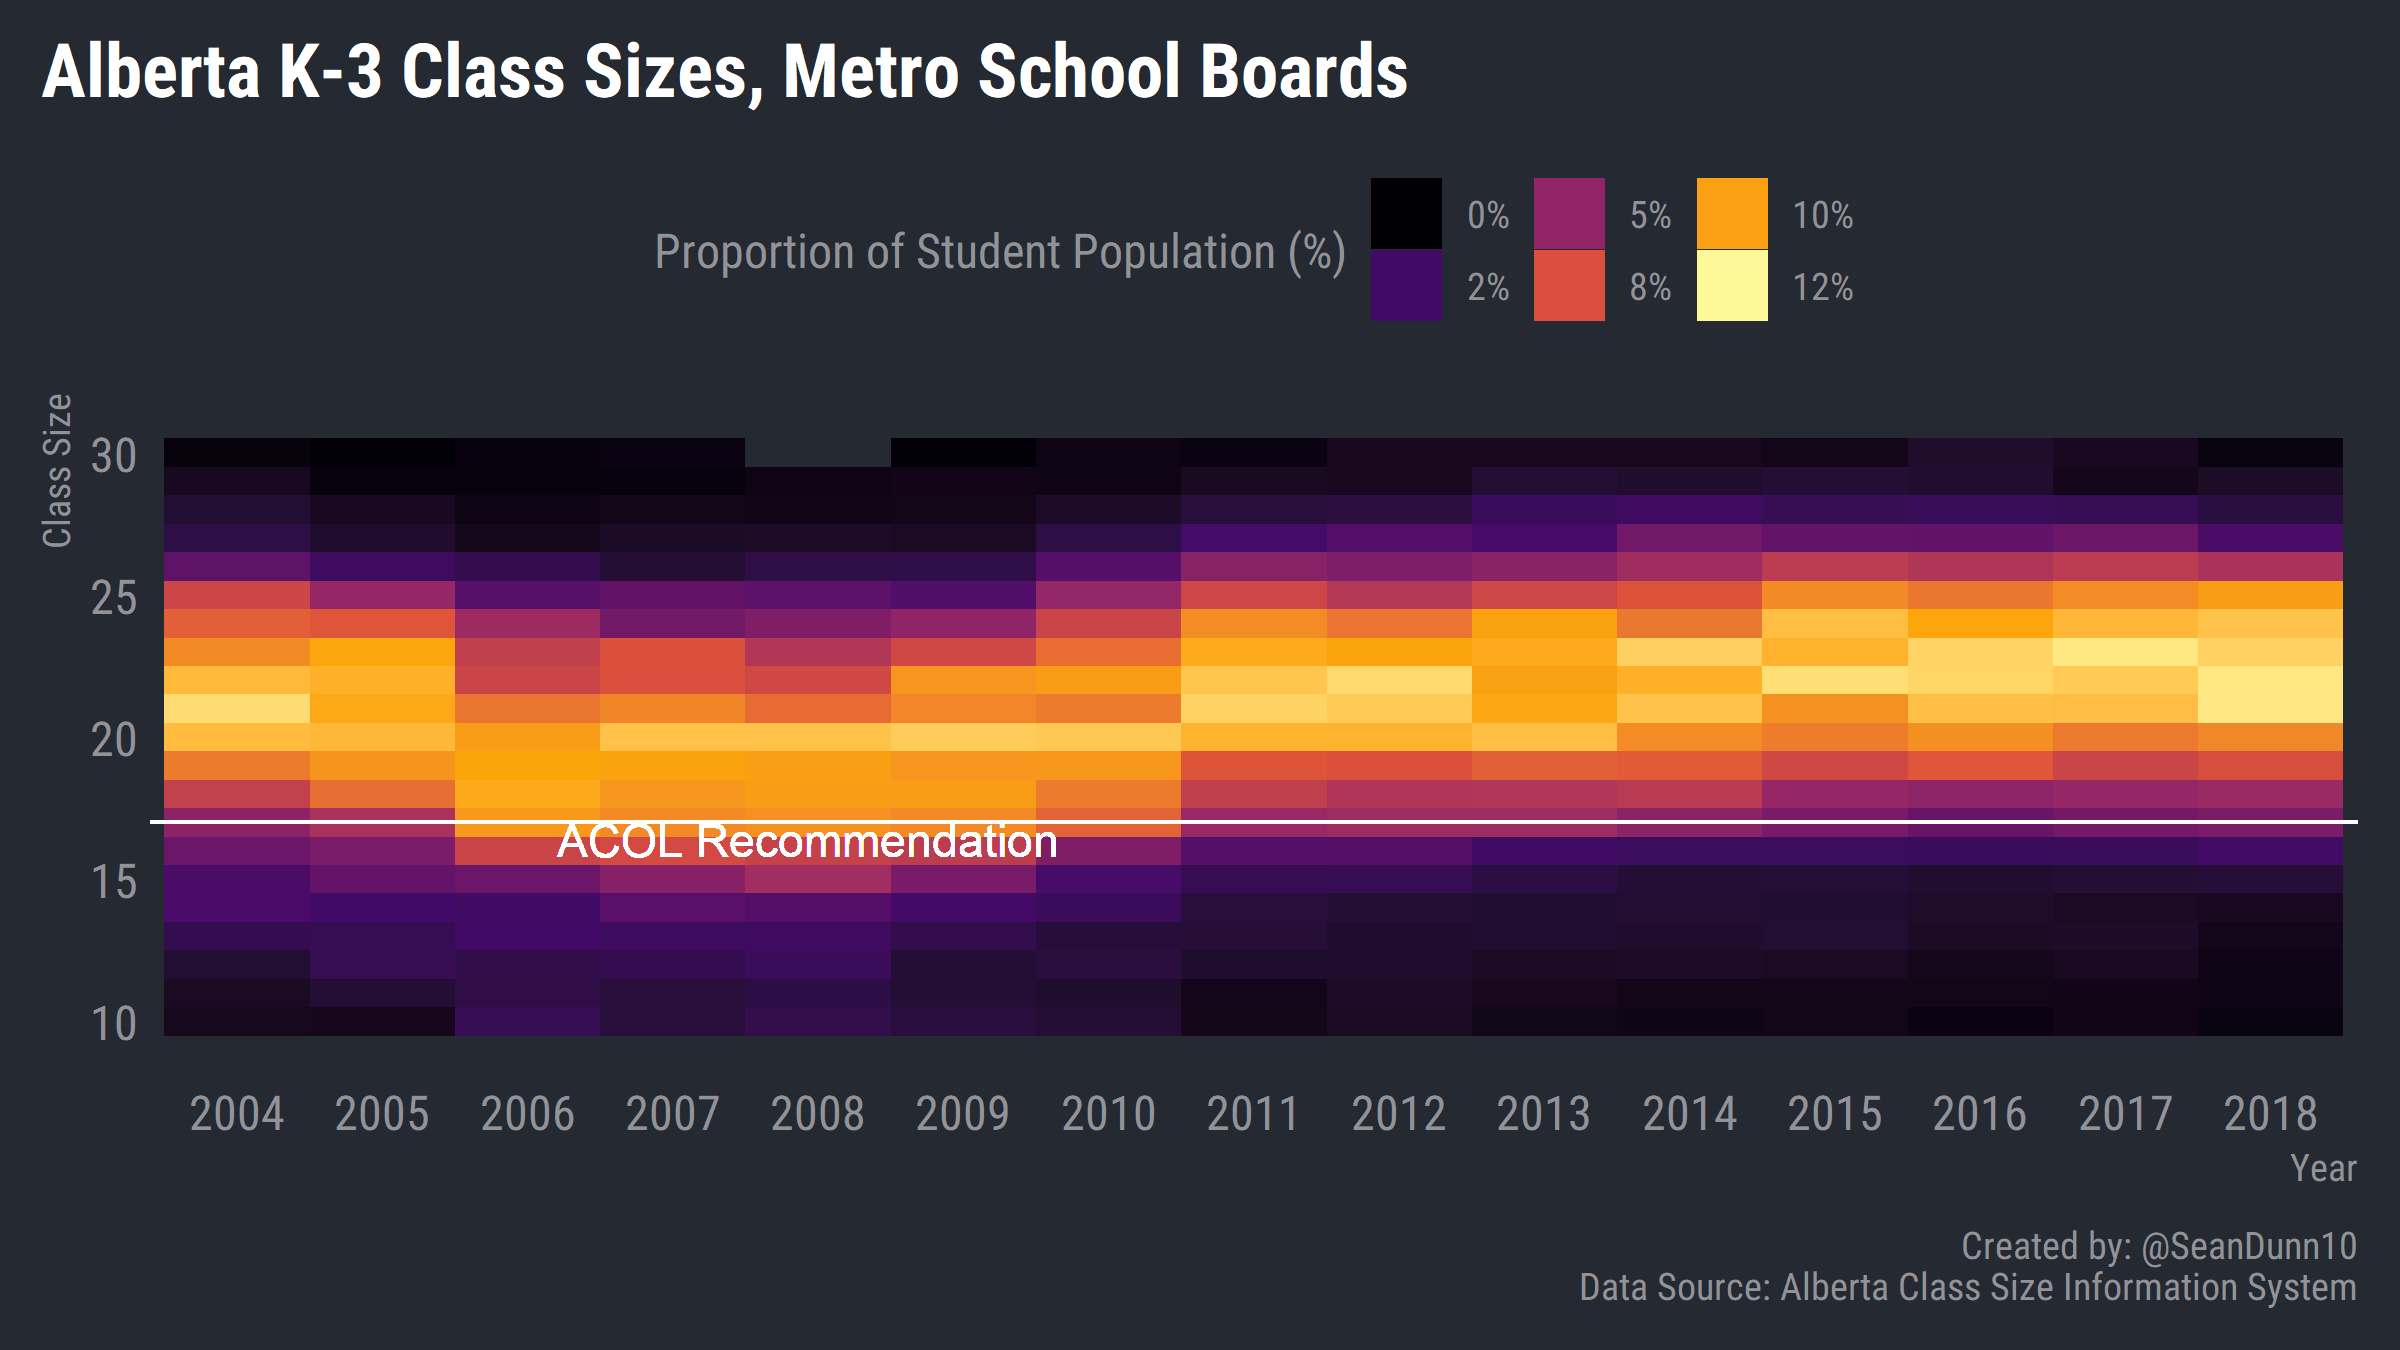 Alberta K-3 Class Sizes, Metro School Boards
Proportion of Student Population (%)
0% 5% 10%
2% 8% 12%
Class Size
30
25
20
15
10
ACOL Recommendation
2004 2005 2006 2007 2008 2009 2010 2011 2012 2013 2014 2015 2016 2017 2018
Year
Created by: @SeanDunn10
Data Source: Alberta Class Size Information System